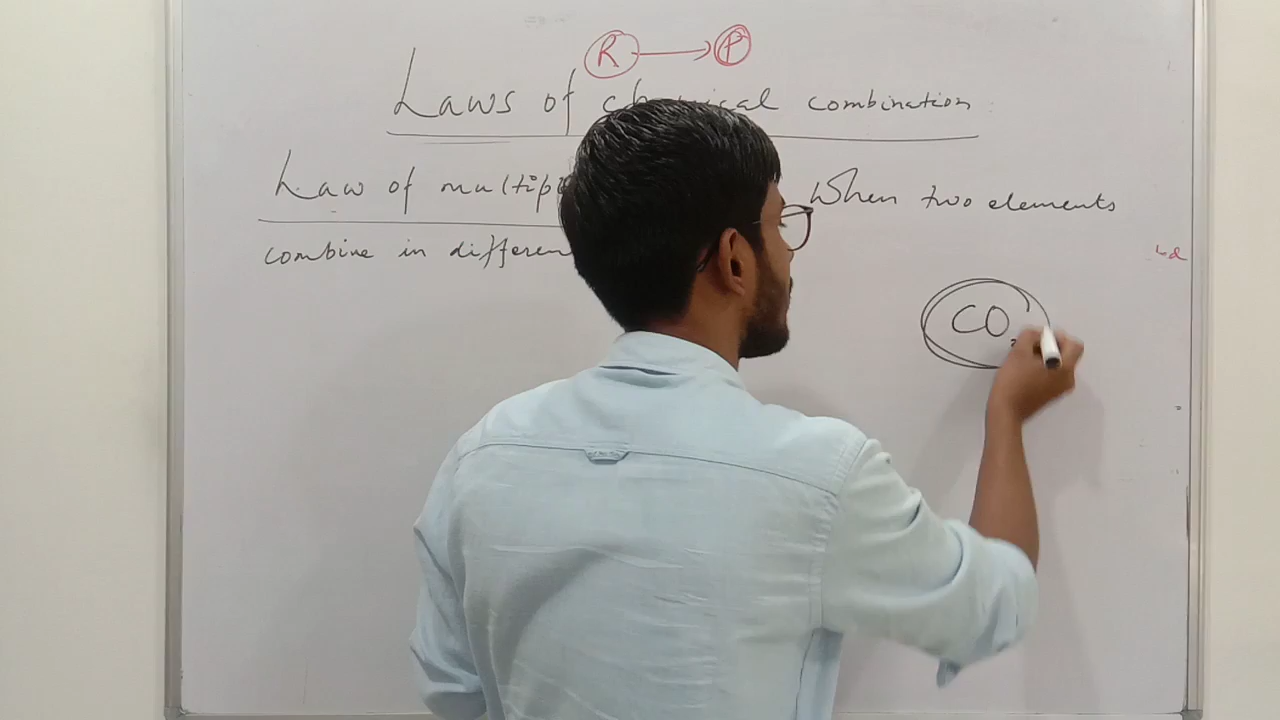 R → P
Laws of chemical combination
Law of multip When two elements
combine in differen
CO₂